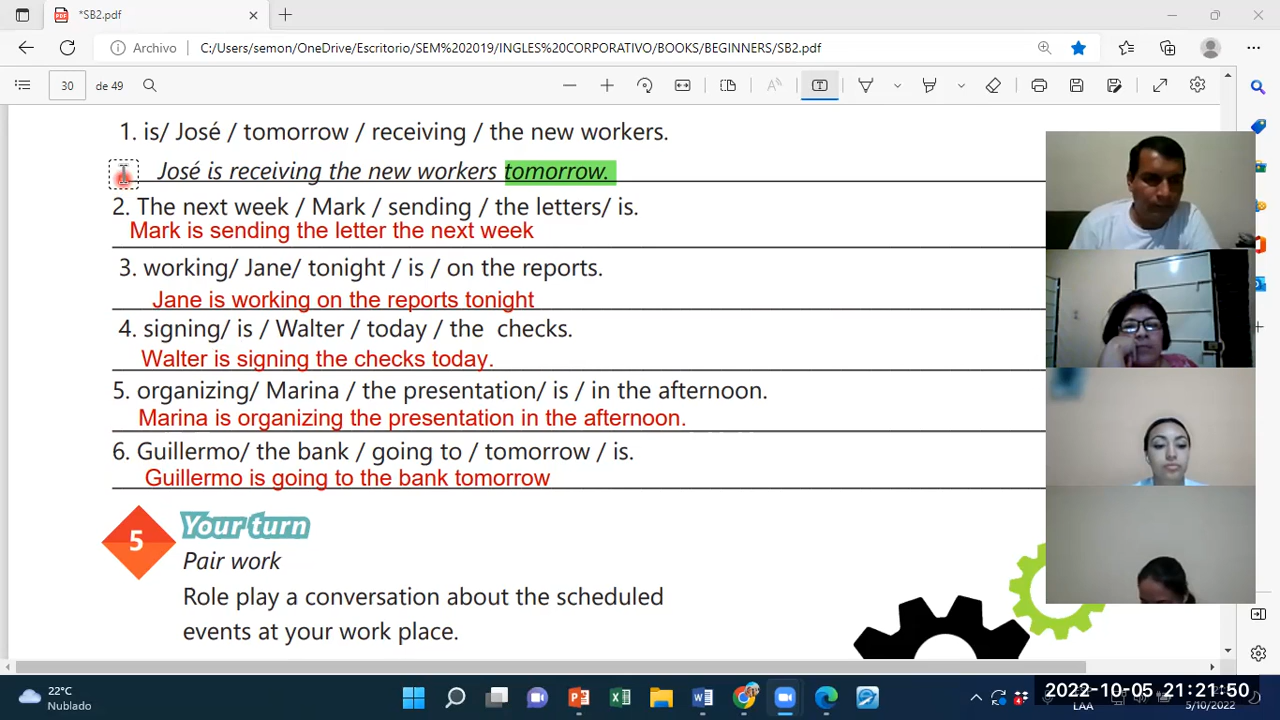 *SB2.pdf
Archivo
C:/Users/semon/OneDrive/Escritorio/SEM%202019/INGLES%20CORPORATIVO/BOOKS/BEGINNERS/SB2.pdf
30 de 49
1. is/ José / tomorrow / receiving / the new workers.
José is receiving the new workers tomorrow.
2. The next week / Mark / sending / the letters/ is.
Mark is sending the letter the next week
3. working/ Jane/ tonight / is / on the reports.
Jane is working on the reports tonight
4. signing/ is / Walter / today / the checks.
Walter is signing the checks today.
5. organizing/ Marina / the presentation/ is / in the afternoon.
Marina is organizing the presentation in the afternoon.
6. Guillermo/ the bank / going to / tomorrow / is.
Guillermo is going to the bank tomorrow
5
Your turn
Pair work
Role play a conversation about the scheduled
events at your work place.
22°C
Nublado
2022-10-05 21:21:50
LAA
5/10/2022